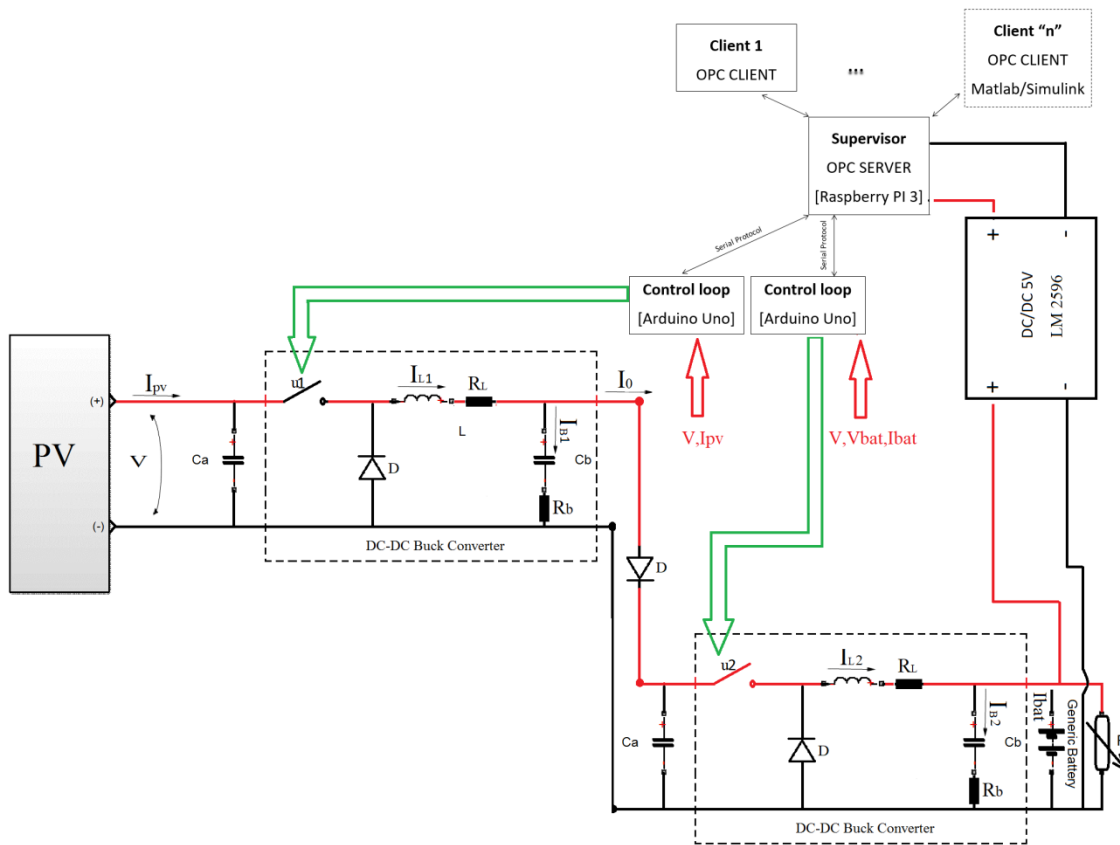 Client 1
OPC CLIENT
...
Client “n”
OPC CLIENT
Matlab/Simulink
Supervisor
OPC SERVER
[Raspberry PI 3]
Serial Protocol
Serial Protocol
Control loop
[Arduino Uno]
Control loop
[Arduino Uno]
+
-
DC/DC 5V
LM 2596
+
-
V,Ipv
V,Vbat,Ibat
PV
(+)
(-)
Ipv
V
Ca
u1
IL1
RL
L
I0
IB1
Cb
D
Rb
DC-DC Buck Converter
D
u2
IL2
RL
Ca
D
IB2
Cb
Rb
Ibat
Generic Battery
DC-DC Buck Converter